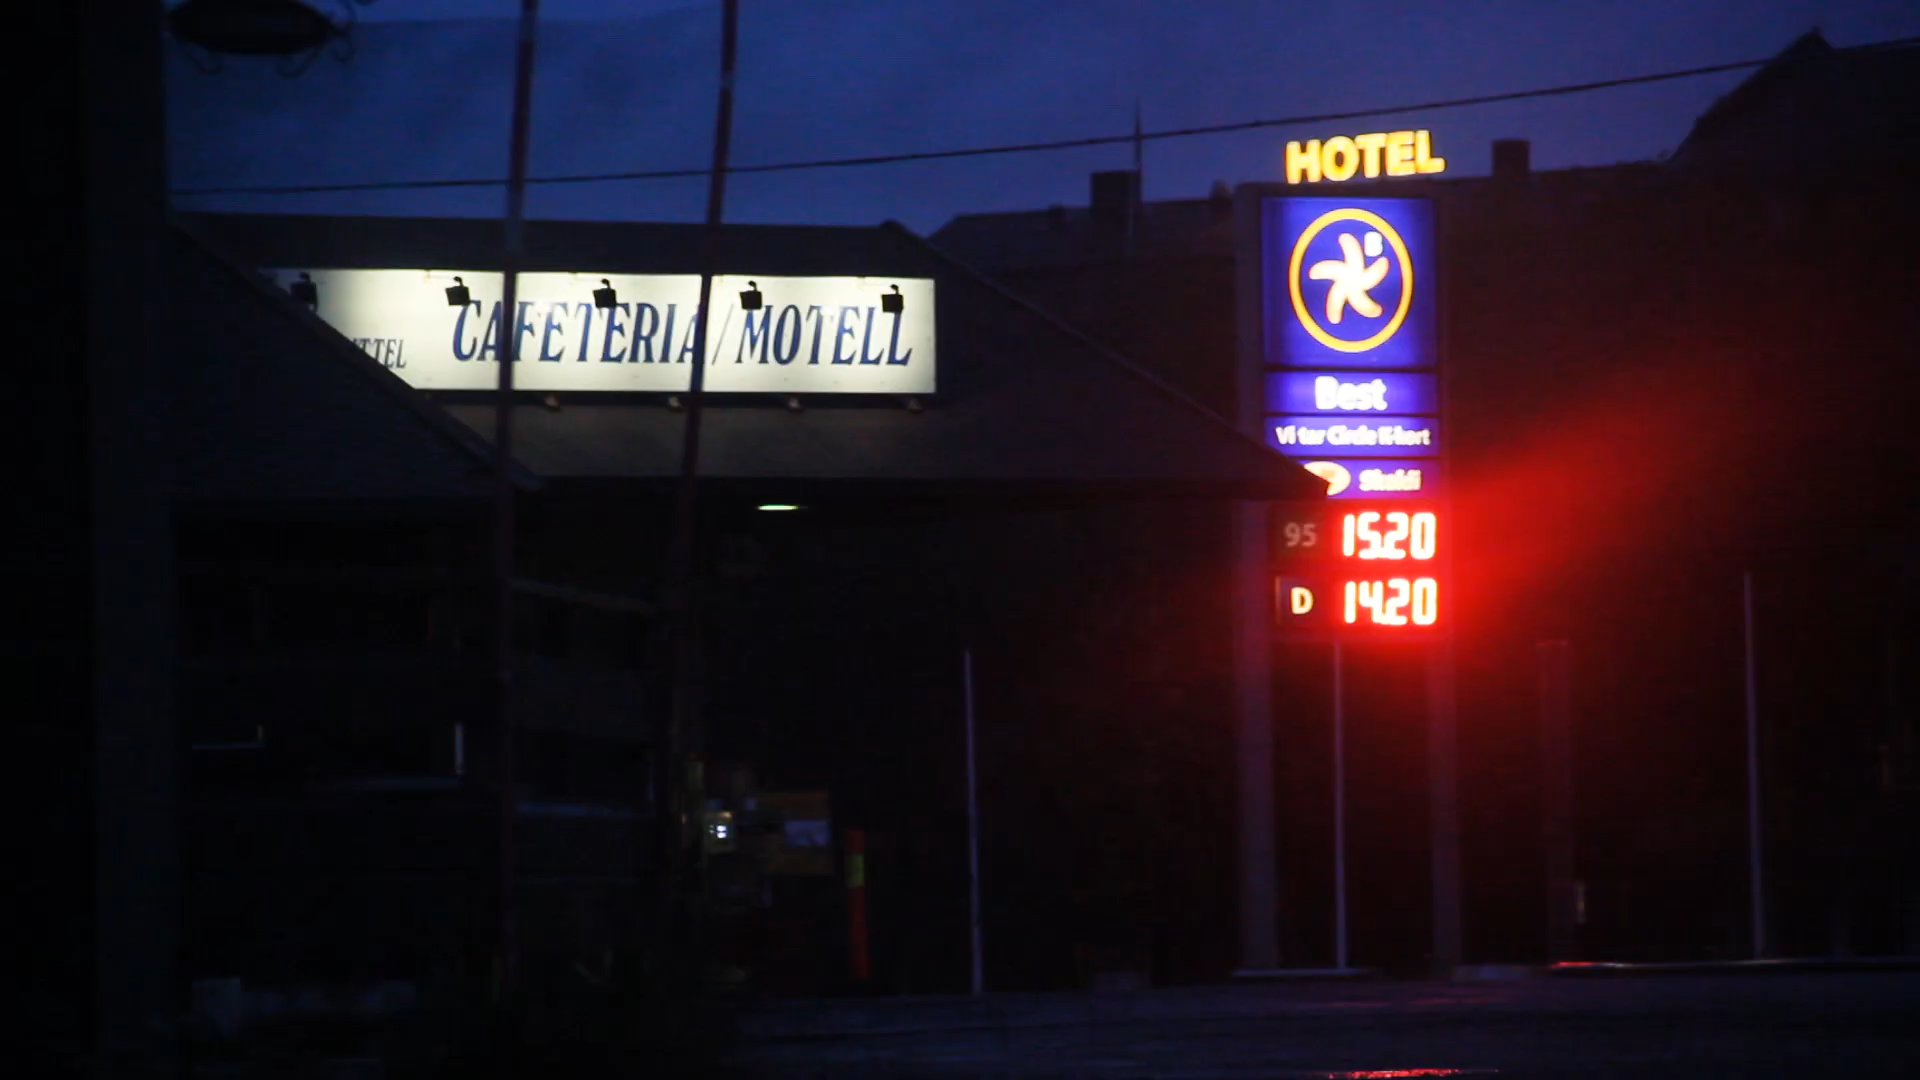 CAFETERIA/MOTELL
HOTEL
Best
Vi tar Circle K-kort
95 15.20
D 14.20